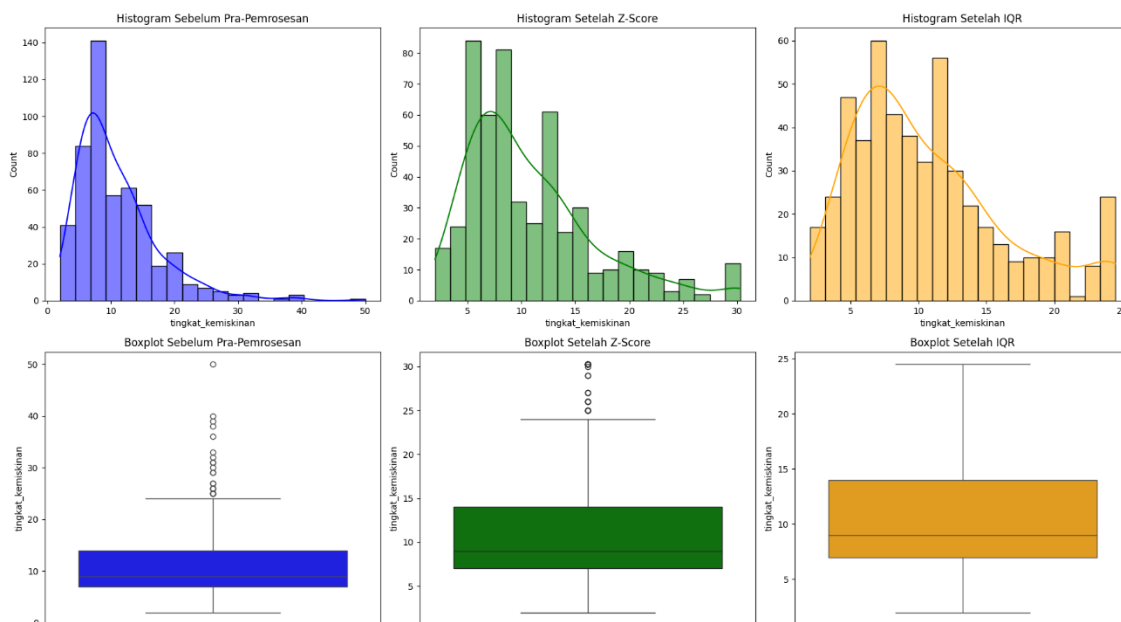 Histogram Sebelum Pra-Pemrosesan
140
120
100
80
60
40
20
0
Count
0 10 20 30 40 50
tingkat_kemiskinan
Histogram Setelah Z-Score
80
70
60
50
40
30
20
10
0
Count
5 10 15 20 25 30
tingkat_kemiskinan
Histogram Setelah IQR
60
50
40
30
20
10
0
Count
5 10 15 20
tingkat_kemiskinan
Boxplot Sebelum Pra-Pemrosesan
50
40
30
20
10
tingkat_kemiskinan
Boxplot Setelah Z-Score
30
25
20
15
10
5
tingkat_kemiskinan
Boxplot Setelah IQR
25
20
15
10
5
tingkat_kemiskinan